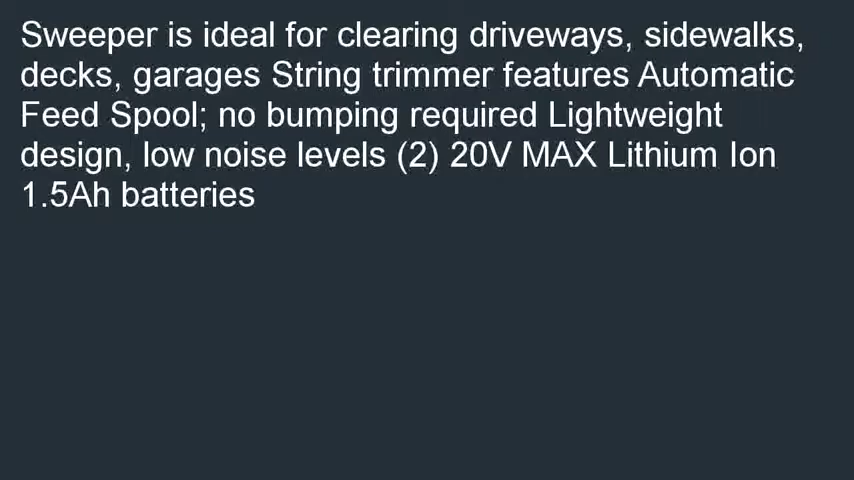 Sweeper is ideal for clearing driveways, sidewalks,
decks, garages String trimmer features Automatic
Feed Spool; no bumping required Lightweight
design, low noise levels (2) 20V MAX Lithium Ion
1.5Ah batteries